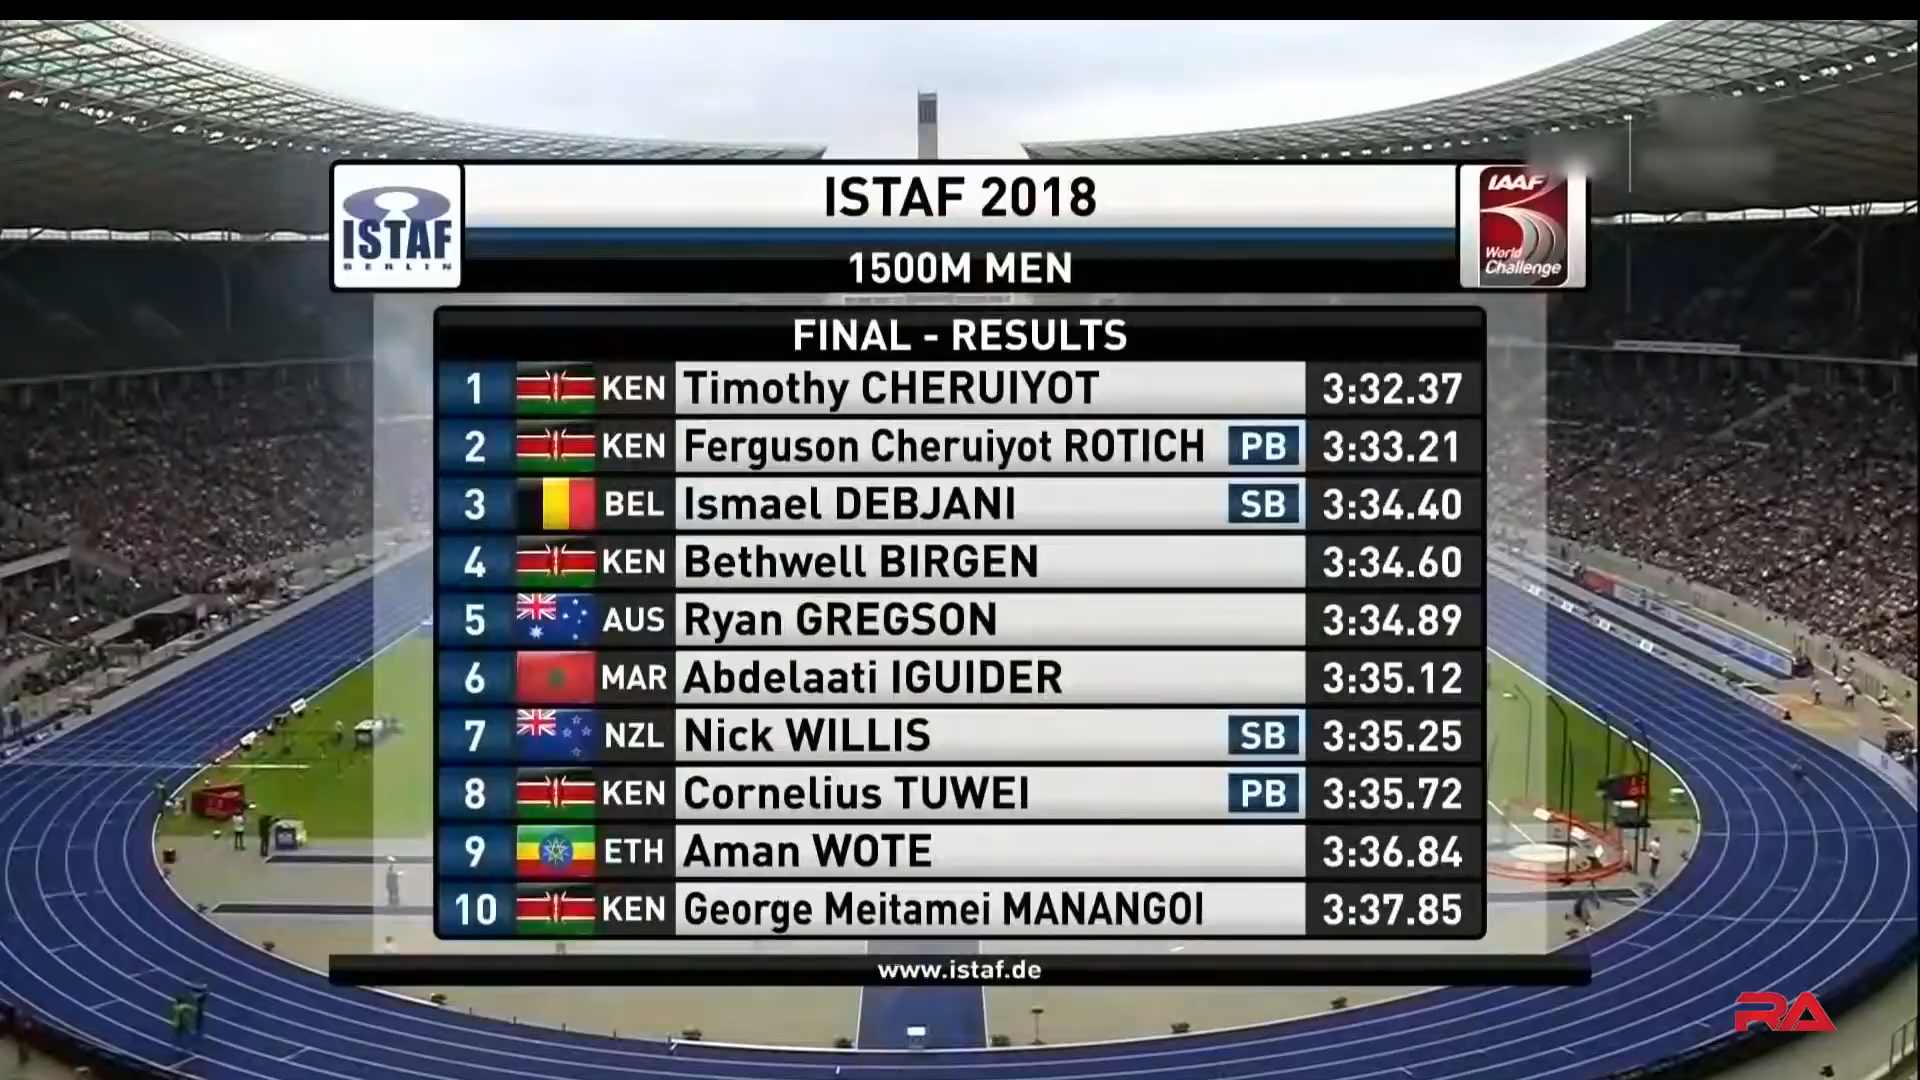 ISTAF 2018
ISTAF
BERLIN
IAAF
World
Challenge
1500M MEN
FINAL - RESULTS
1 KEN Timothy CHERUIYOT 3:32.37
2 KEN Ferguson Cheruiyot ROTICH PB 3:33.21
3 BEL Ismael DEBJANI SB 3:34.40
4 KEN Bethwell BIRGEN 3:34.60
5 AUS Ryan GREGSON 3:34.89
6 MAR Abdelaati IGUIDER 3:35.12
7 NZL Nick WILLIS SB 3:35.25
8 KEN Cornelius TUWEI PB 3:35.72
9 ETH Aman WOTE 3:36.84
10 KEN George Meitamei MANANGOI 3:37.85
www.istaf.de
RA